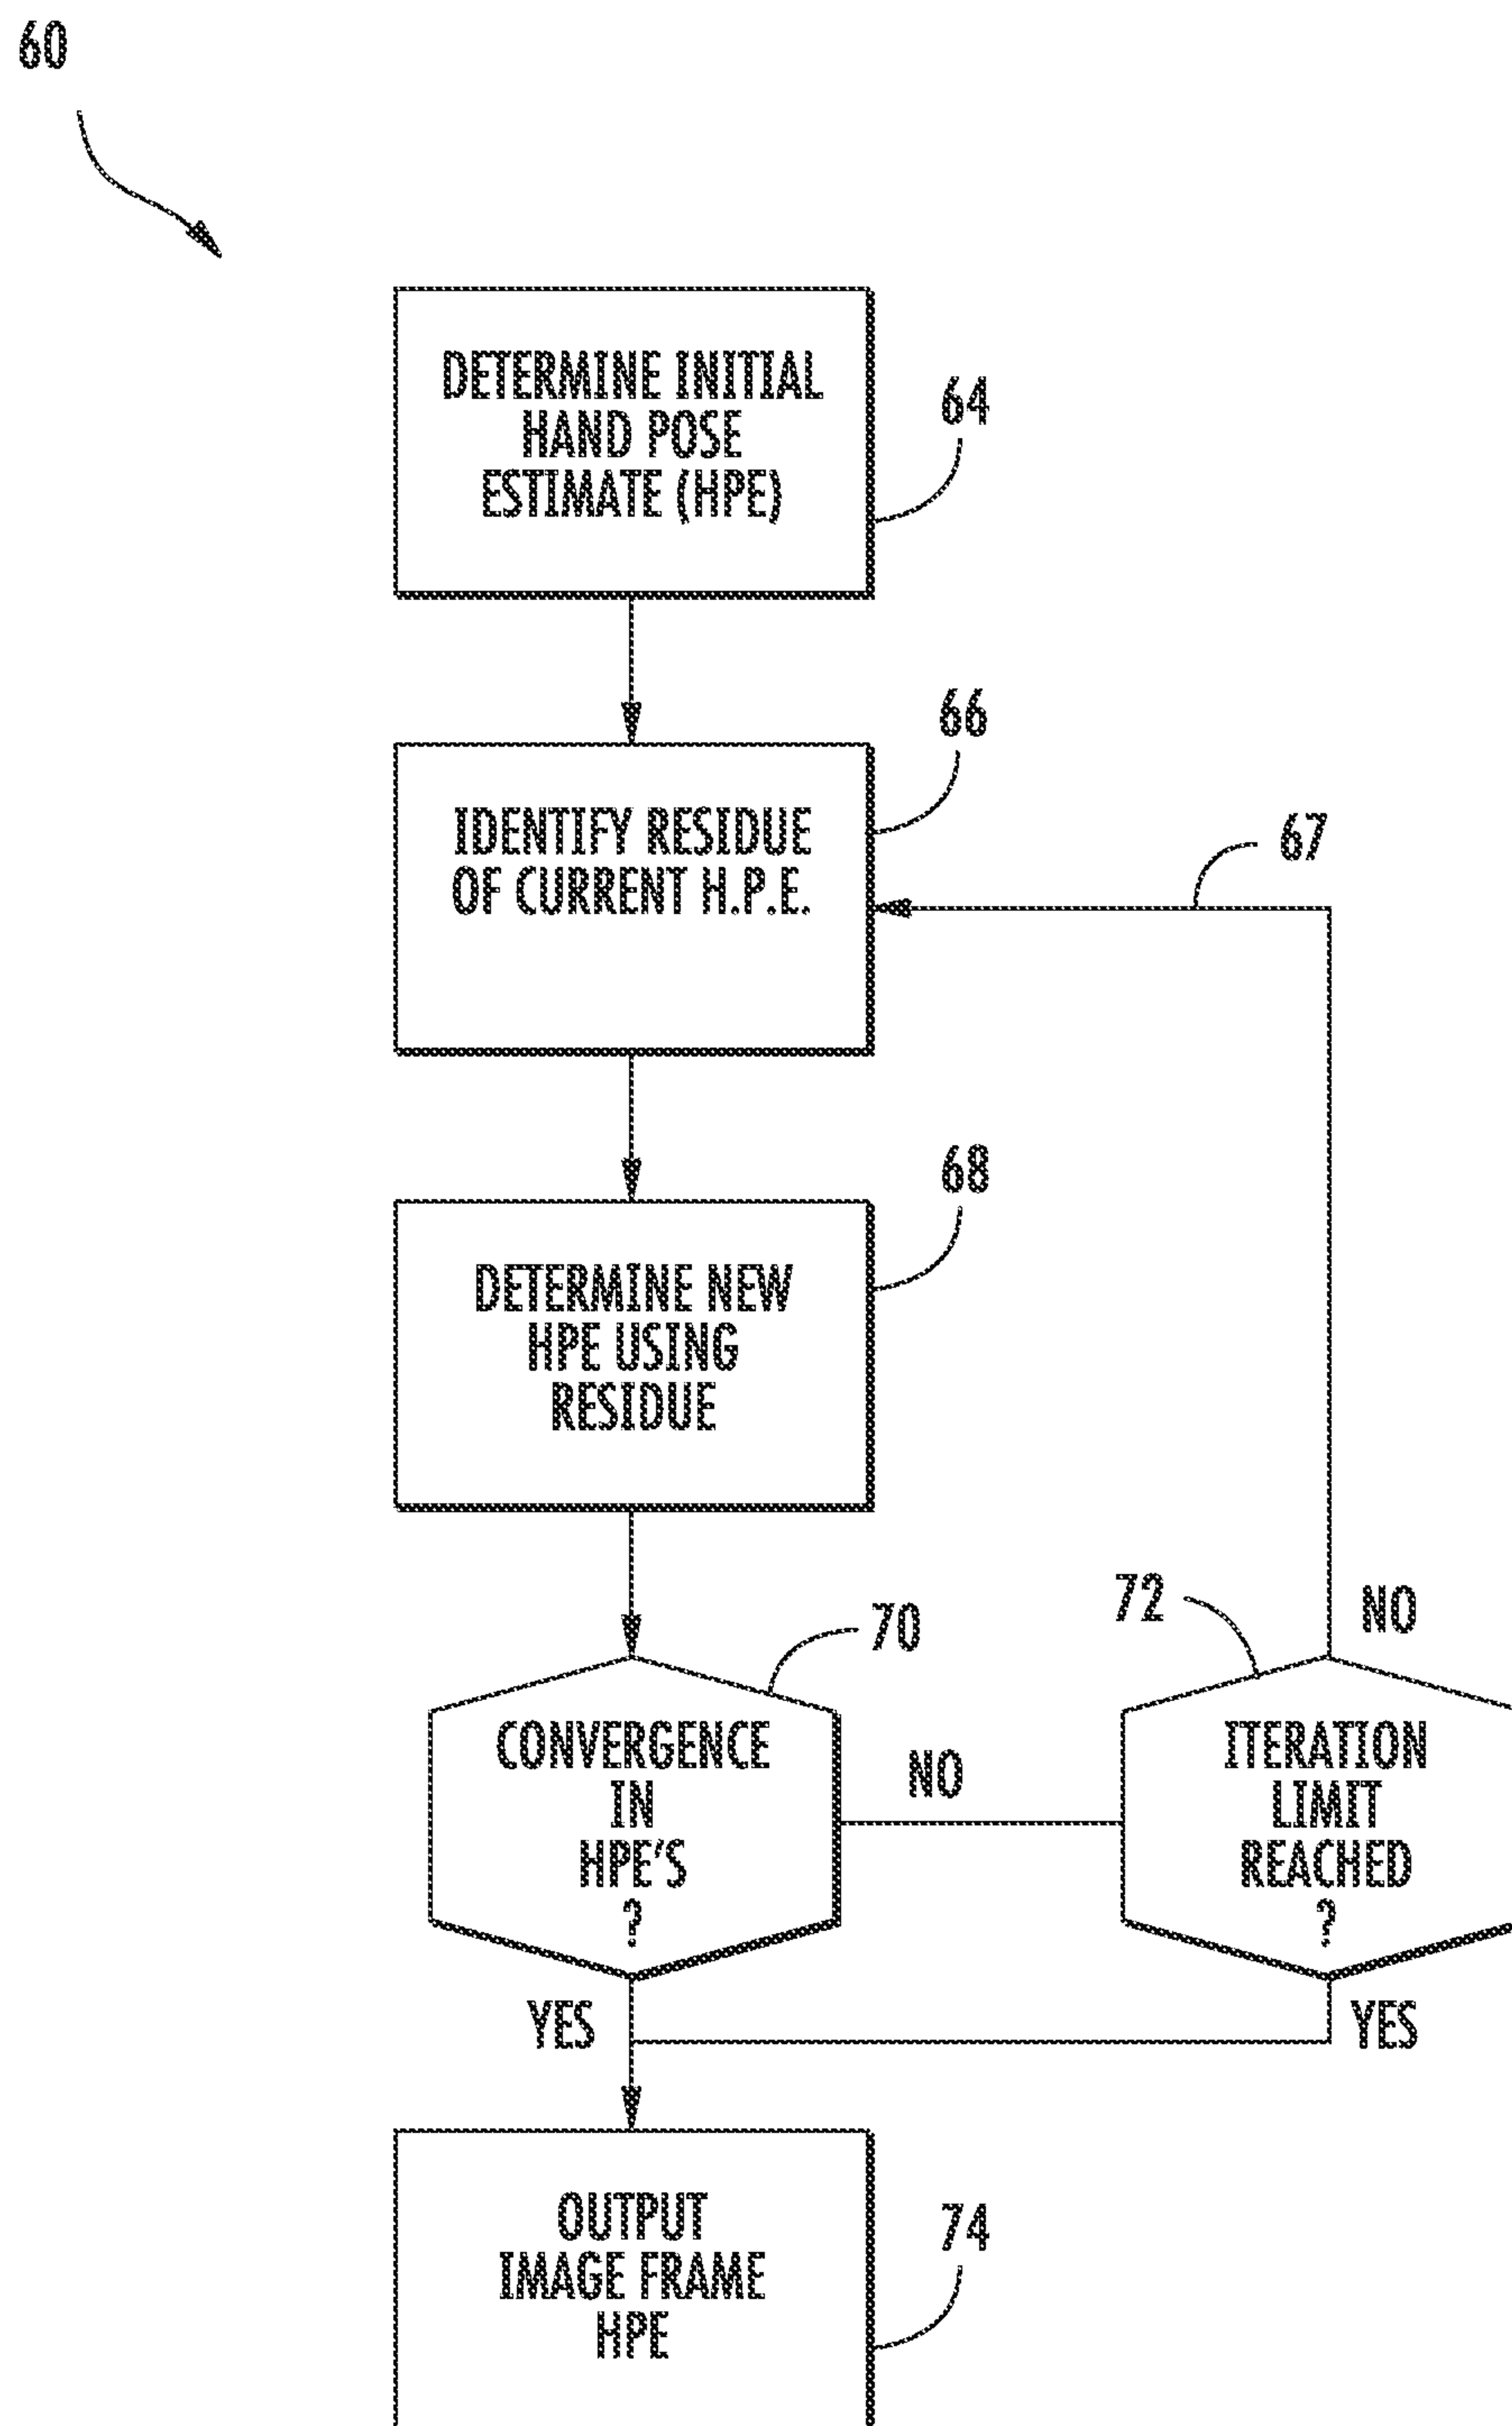 60
DETERMINE INITIAL
HAND POSE
ESTIMATE (HPE)
64
66
IDENTIFY RESIDUE
OF CURRENT H.P.E.
67
68
DETERMINE NEW
HPE USING
RESIDUE
70
72
NO
CONVERGENCE
IN
HPE'S
?
NO
ITERATION
LIMIT
REACHED
?
YES
YES
OUTPUT
IMAGE FRAME
HPE
74